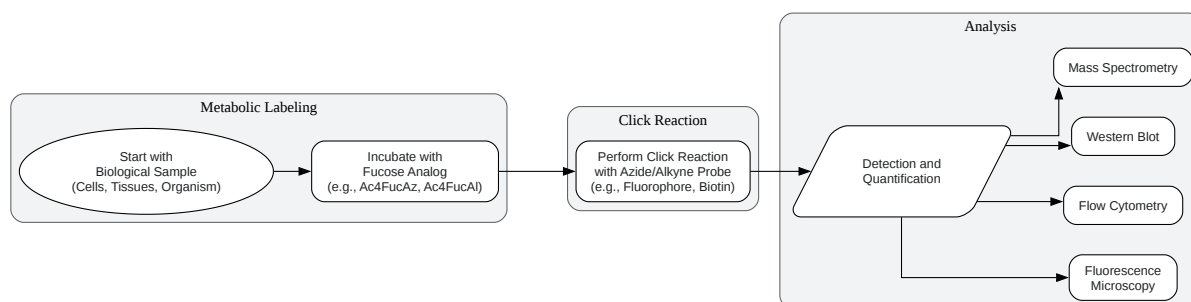 Metabolic Labeling
Start with
Biological Sample
(Cells, Tissues, Organism)
Incubate with
Fucose Analog
(e.g., Ac4FucAz, Ac4FucAl)
Click Reaction
Perform Click Reaction
with Azide/Alkyne Probe
(e.g., Fluorophore, Biotin)
Analysis
Detection and
Quantification
Mass Spectrometry
Western Blot
Flow Cytometry
Fluorescence
Microscopy